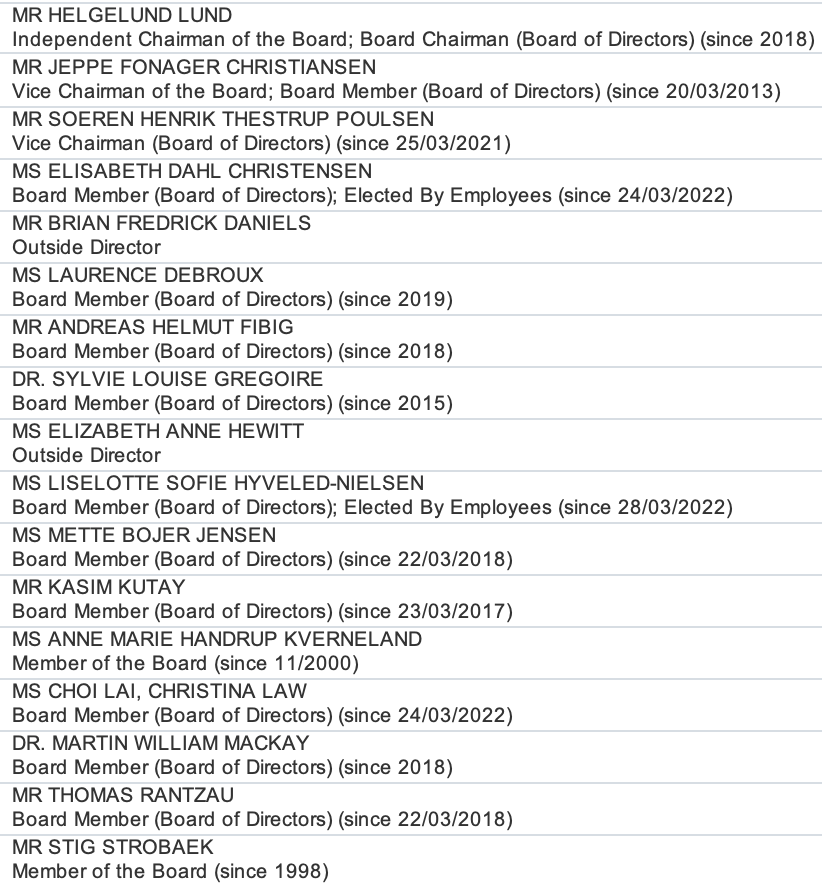 MR HELGELUND LUND
Independent Chairman of the Board; Board Chairman (Board of Directors) (since 2018)
MR JEPPE FONAGER CHRISTIANSEN
Vice Chairman of the Board; Board Member (Board of Directors) (since 20/03/2013)
MR SOEREN HENRIK THESTRUP POULSEN
Vice Chairman (Board of Directors) (since 25/03/2021)
MS ELISABETH DAHL CHRISTENSEN
Board Member (Board of Directors); Elected By Employees (since 24/03/2022)
MR BRIAN FREDRICK DANIELS
Outside Director
MS LAURENCE DEBROUX
Board Member (Board of Directors) (since 2019)
MR ANDREAS HELMUT FIBIG
Board Member (Board of Directors) (since 2018)
DR. SYLVIE LOUISE GREGOIRE
Board Member (Board of Directors) (since 2015)
MS ELIZABETH ANNE HEWITT
Outside Director
MS LISELOTTE SOFIE HYVELED-NIELSEN
Board Member (Board of Directors); Elected By Employees (since 28/03/2022)
MS METTE BOJER JENSEN
Board Member (Board of Directors) (since 22/03/2018)
MR KASIM KUTAY
Board Member (Board of Directors) (since 23/03/2017)
MS ANNE MARIE HANDRUP KVERNELAND
Member of the Board (since 11/2000)
MS CHOI LAI, CHRISTINA LAW
Board Member (Board of Directors) (since 24/03/2022)
DR. MARTIN WILLIAM MACKAY
Board Member (Board of Directors) (since 2018)
MR THOMAS RANTZAU
Board Member (Board of Directors) (since 22/03/2018)
MR STIG STROBAEK
Member of the Board (since 1998)